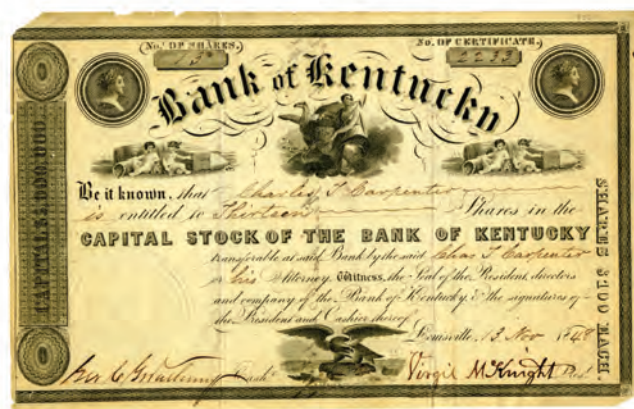 (No. OF SHARES.)
13
No. OF CERTIFICATE.)
2233
Bank of Kentucky
Be it known, that Charles T Carpenter
is entitled to Thirteen Shares in the
CAPITAL STOCK OF THE BANK OF KENTUCKY
transferable at said Bank by the said Chas T Carpenter
or his Attorney. Witness, the Seal of the President, directors
and company of the Bank of Kentucky, & the signatures of
the President and Cashier thereof.
Louisville, 13 Nov 1848
Cashr
Virgil McKnight Prest
CAPITAL $5,000,000.
SHARES $100 EACH.